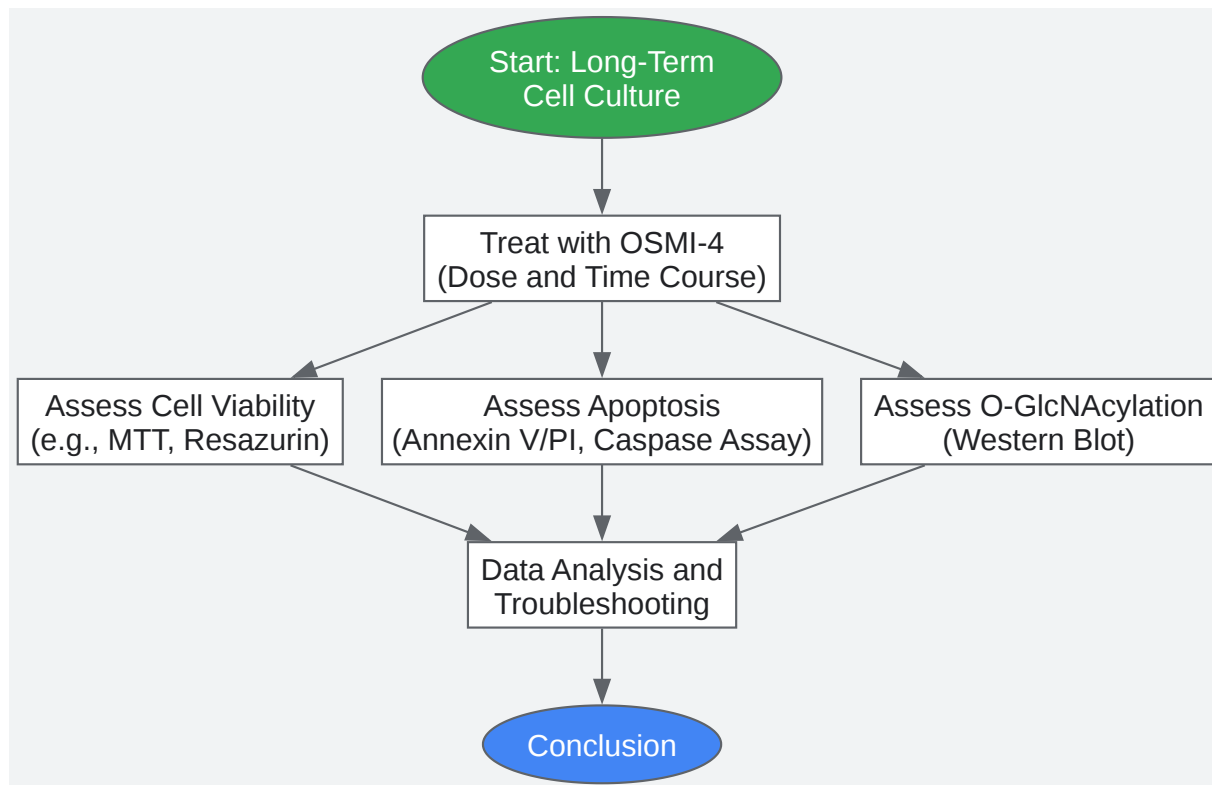 Start: Long-Term
Cell Culture
Treat with OSMI-4
(Dose and Time Course)
Assess Cell Viability
(e.g., MTT, Resazurin)
Assess Apoptosis
(Annexin V/PI, Caspase Assay)
Assess O-GlcNAcylation
(Western Blot)
Data Analysis and
Troubleshooting
Conclusion